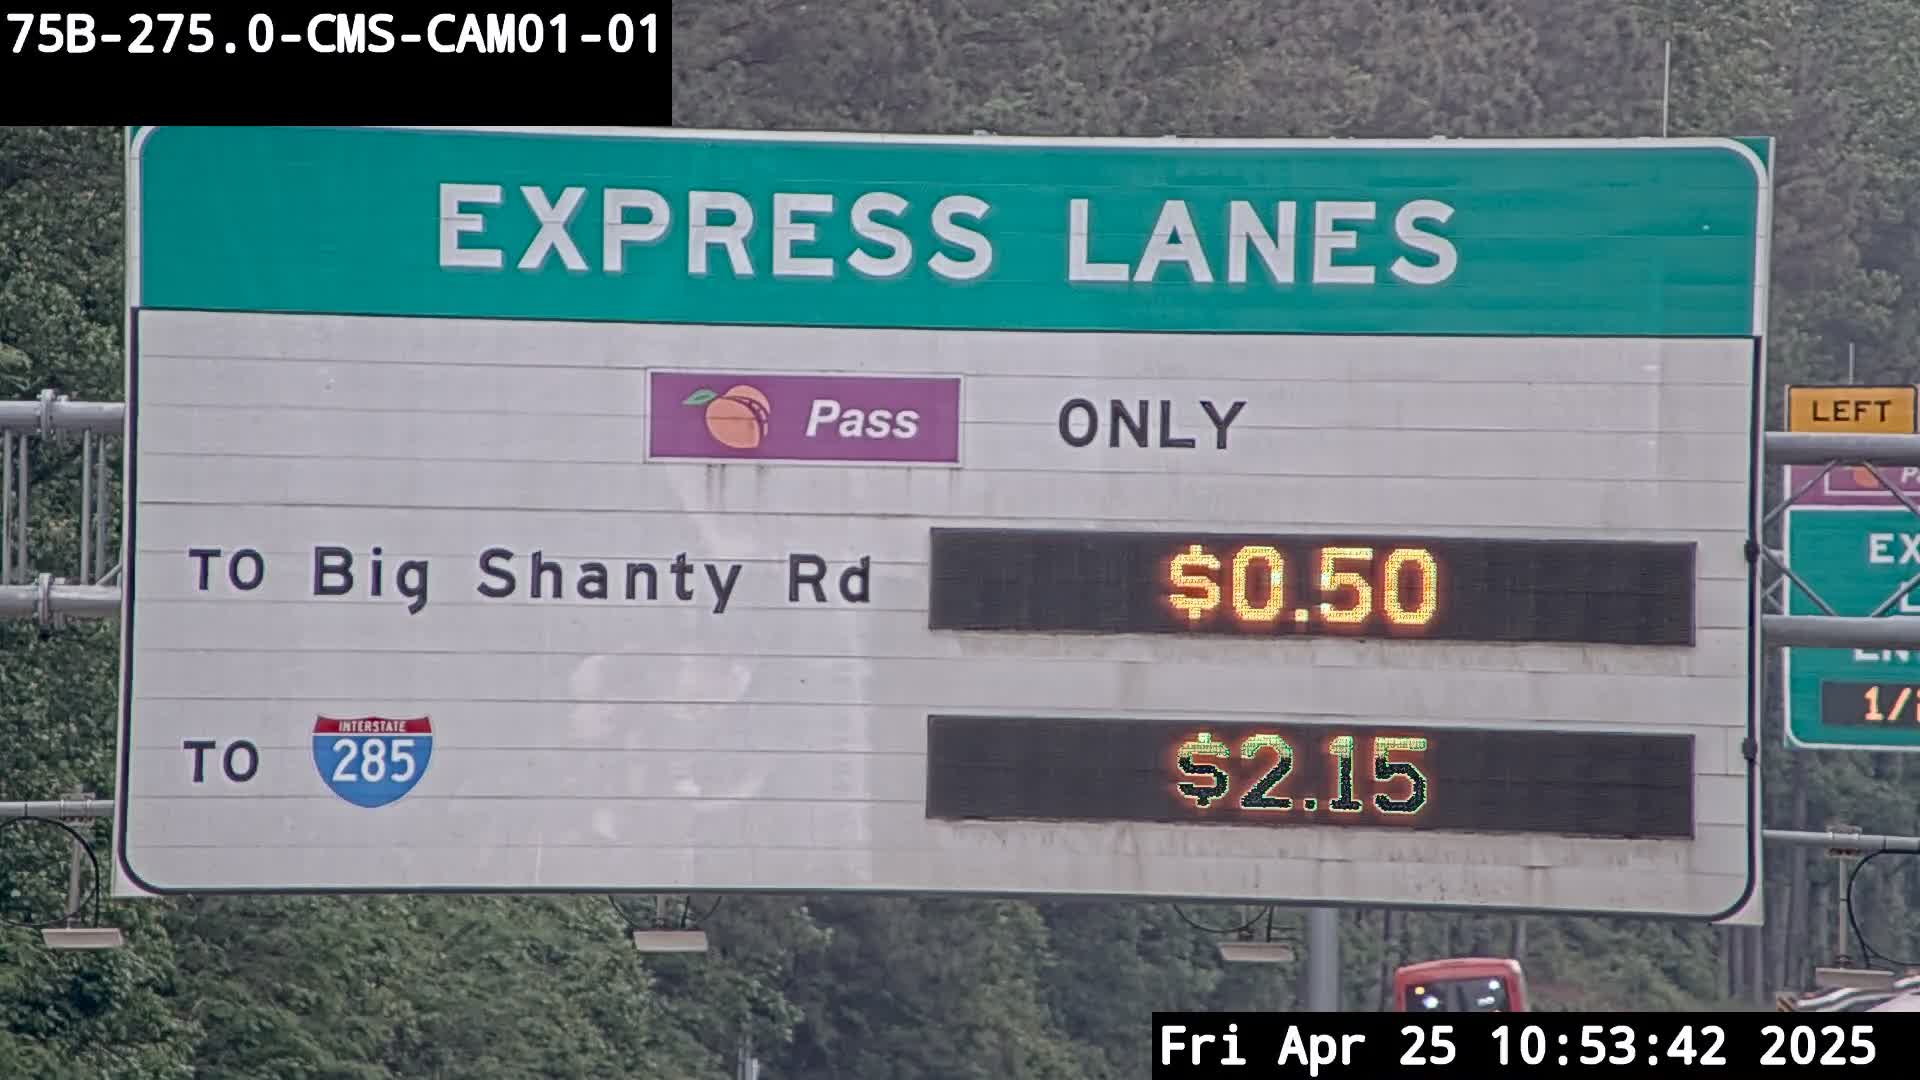 75B-275.0-CMS-CAM01-01
EXPRESS LANES
Pass ONLY
TO Big Shanty Rd $0.50
TO INTERSTATE 285 $2.15
LEFT
Fri Apr 25 10:53:42 2025